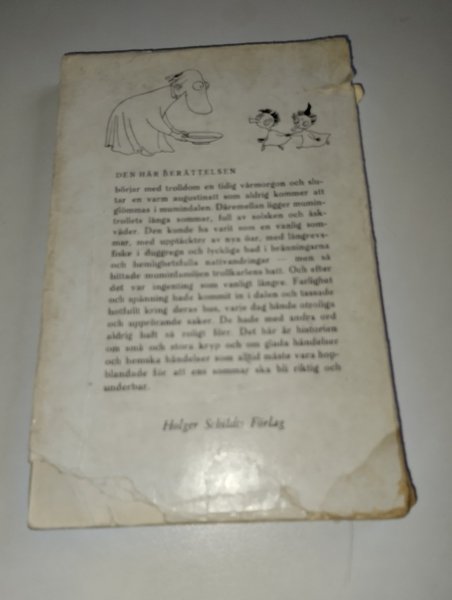 DEN HÄR BERÄTTELSEN
börjar med trolldom en tidig vårmorgon och slu-
tar en varm augustinatt som aldrig kommer att
glömmas i mumindalen. Däremellan ligger mumin-
trollets långa sommar, full av solsken och åsk-
väder. Den kunde ha varit som en vanlig som-
mar, med upptäckter av nya öar, med långrevs-
fiske i duggregn och lyckliga bad i bränningarna
och hemlighetsfulla nattvandringar — men så
hittade muminfamiljen trollkarlens hatt. Och efter
det var ingenting som vanligt längre. Farlighet
och spänning hade kommit in i dalen och tassade
hotfullt kring deras hus, varje dag hände otroliga
och upprörande saker. De hade med andra ord
aldrig haft så roligt förr. Det här är historien
om små och stora kryp och om glada händelser
och hemska händelser som alltid måste vara hop-
blandade för att ens sommar ska bli riktig och
underbar.
Holger Schildts Förlag